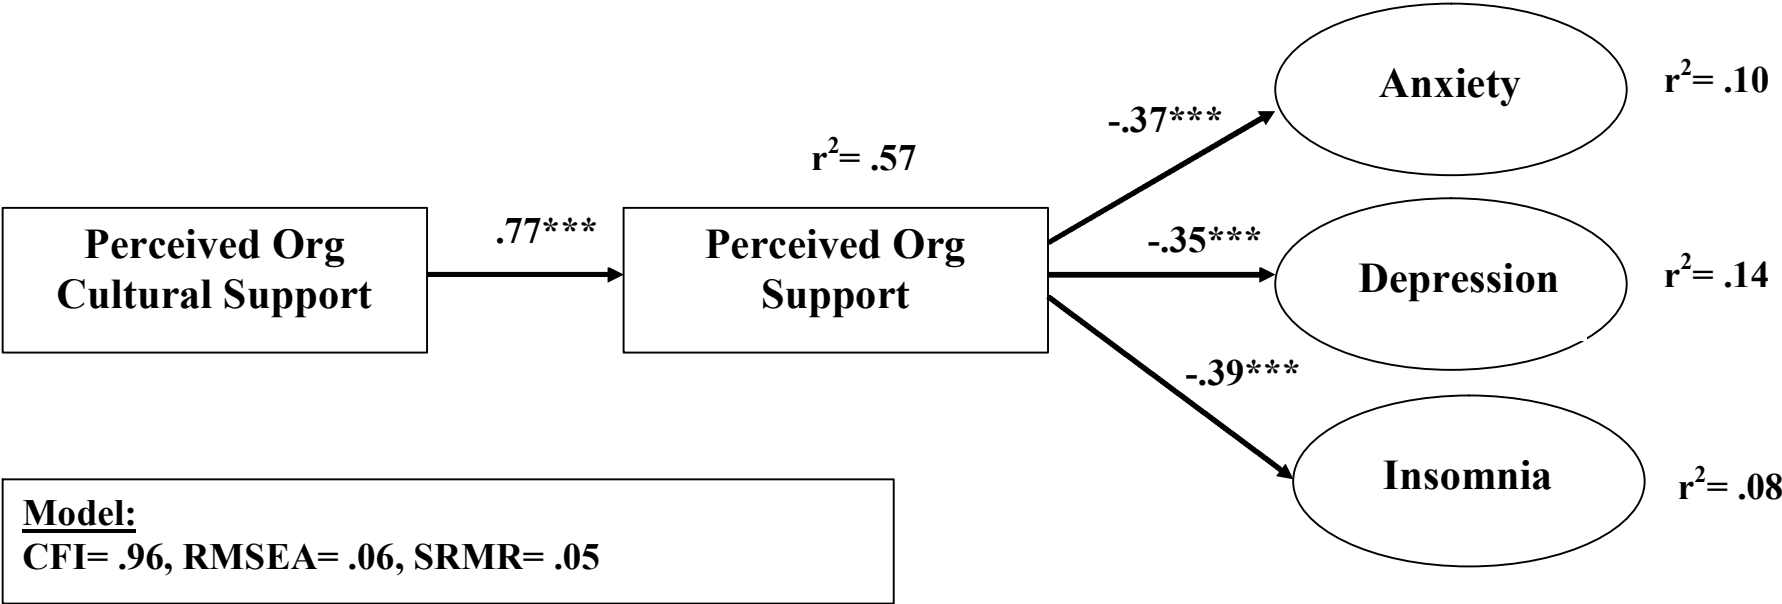 Perceived Org
Cultural Support
.77***
r²= .57
Perceived Org
Support
-.37***
-.35***
-.39***
Anxiety
r²= .10
Depression
r²= .14
Insomnia
r²= .08
Model:
CFI= .96, RMSEA= .06, SRMR= .05